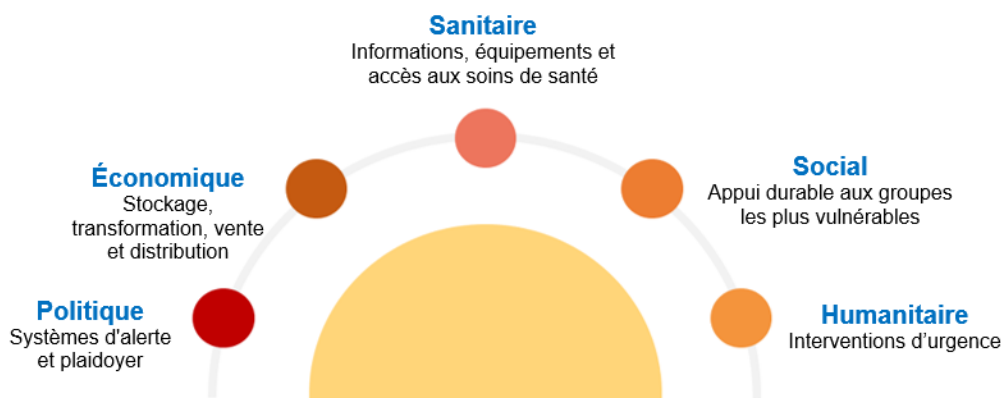 Sanitaire
Informations, équipements et
accès aux soins de santé
Économique
Stockage,
transformation, vente
et distribution
Social
Appui durable aux groupes
les plus vulnérables
Politique
Systèmes d'alerte
et plaidoyer
Humanitaire
Interventions d’urgence